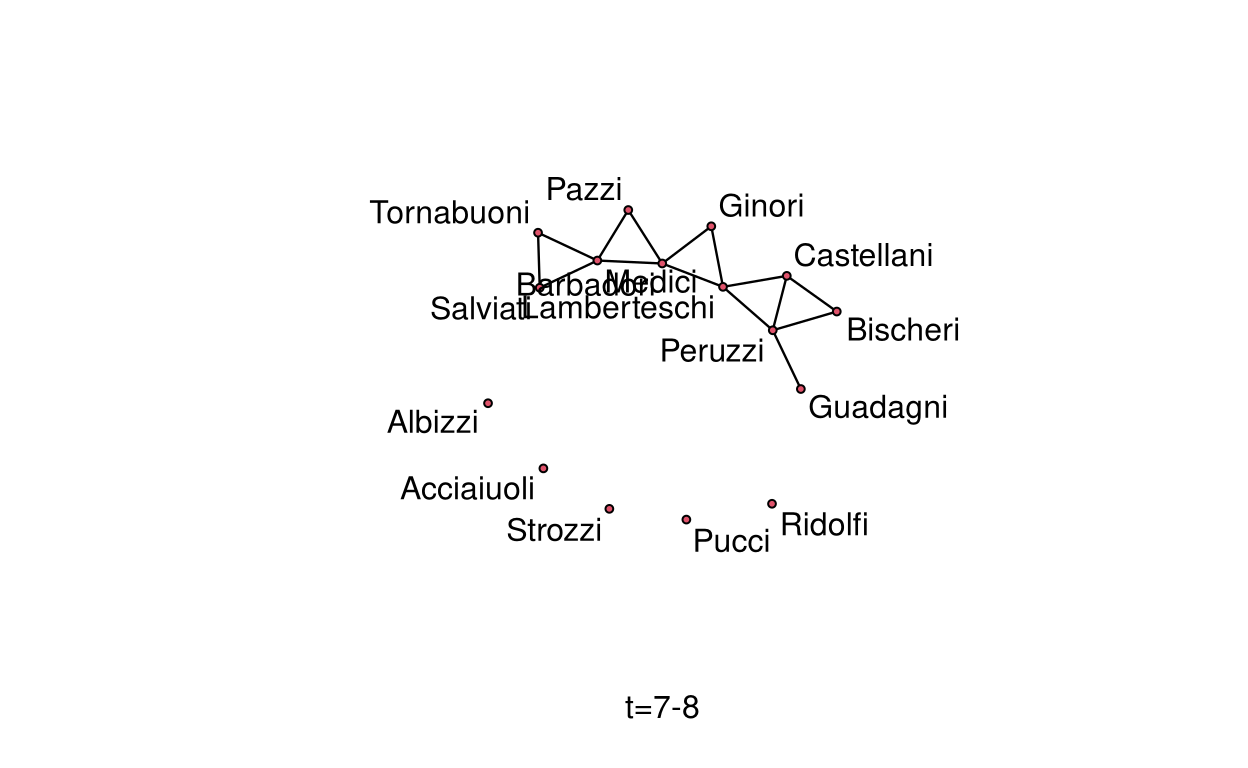 Pazzi
Ginori
Tornabuoni
Castellani
Barbadori
Medici
Salviati
Lamberteschi
Bischeri
Peruzzi
Guadagni
Albizzi
Acciaiuoli
Strozzi
Ridolfi
Pucci
t=7-8